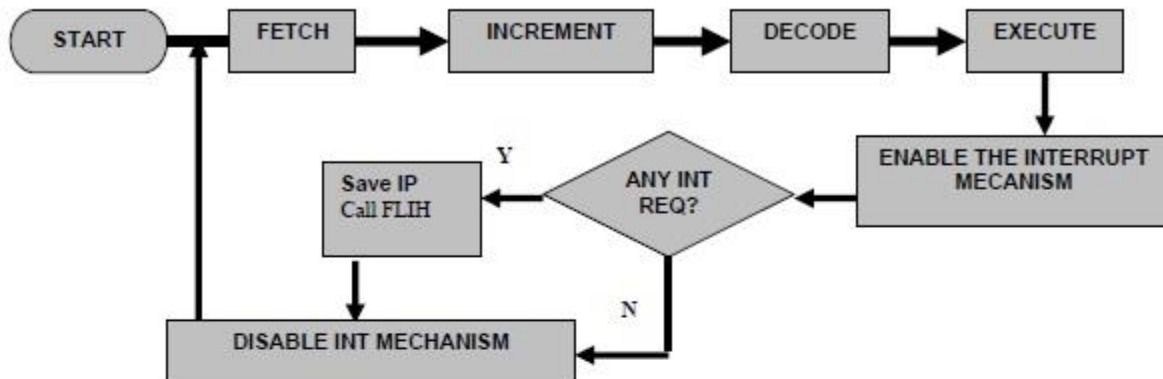 START
FETCH
INCREMENT
DECODE
EXECUTE
ENABLE THE INTERRUPT
MECANISM
ANY INT
REQ?
Y
Save IP
Call FLIH
N
DISABLE INT MECHANISM